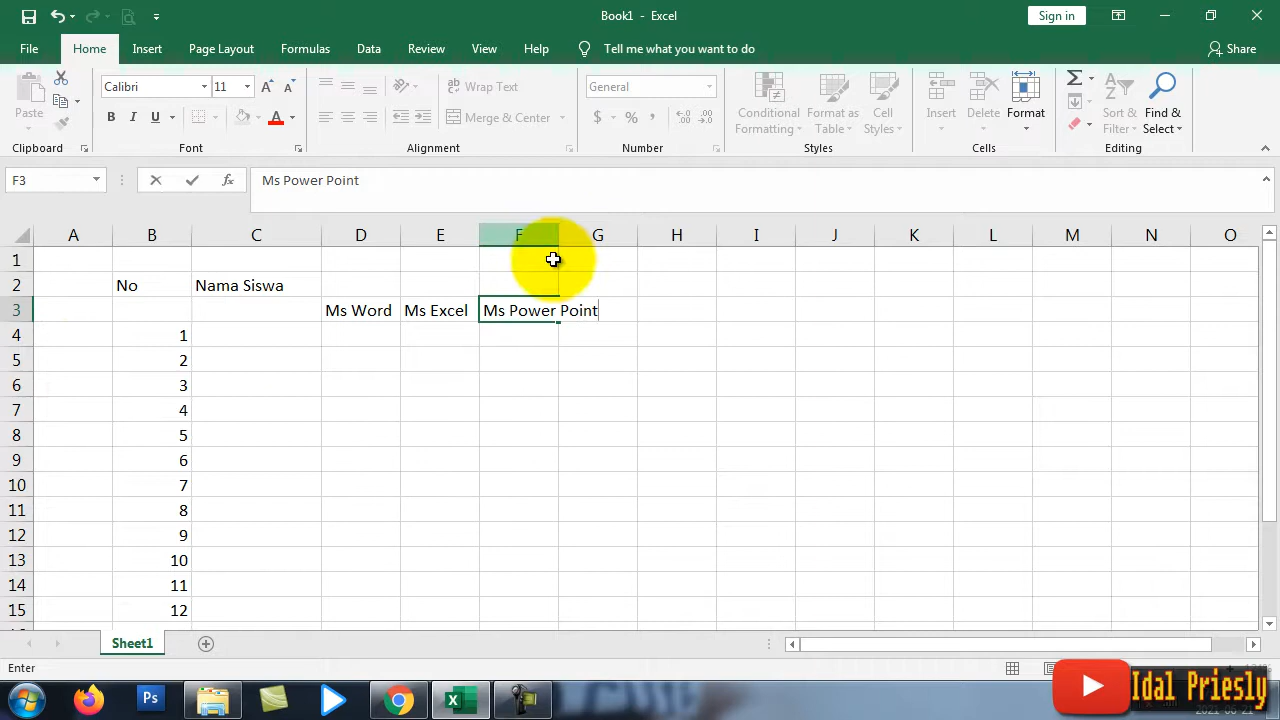 Book1 - Excel
Sign in
File Home Insert Page Layout Formulas Data Review View Help Tell me what you want to do Share
Paste
Calibri 11
Wrap Text
General
Conditional Formatting
Format as Table
Cell Styles
Insert Delete Format
Sort & Filter
Find & Select
B I U
Merge & Center
$ % ,
Clipboard Font Alignment Number Styles Cells Editing
F3 fx Ms Power Point
A B C D E F G H I J K L M N O
1
2 No Nama Siswa
3 Ms Word Ms Excel Ms Power Point
4 1
5 2
6 3
7 4
8 5
9 6
10 7
11 8
12 9
13 10
14 11
15 12
Sheet1
Enter
Ps
Idal Priesly